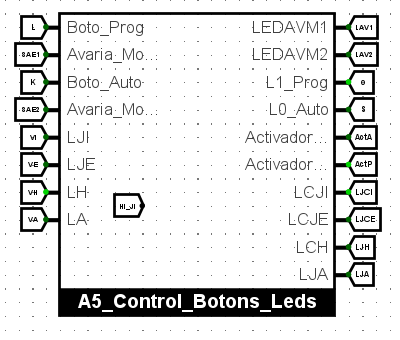 L Boto_Prog LEDAVM1 LAV1
SAE1 Avaria_Mo... LEDAVM2 LAV2
K Boto_Auto L1_Prog G
SAE2 Avaria_Mo... L0_Auto S
VI LJI Activador... ActA
VE LJE Activador... ActP
VH LH LCJI LJCI
VA LA HI_JI LCJE LJCE
LCH LJH
LJA LJA
A5_Control_Botons_Leds